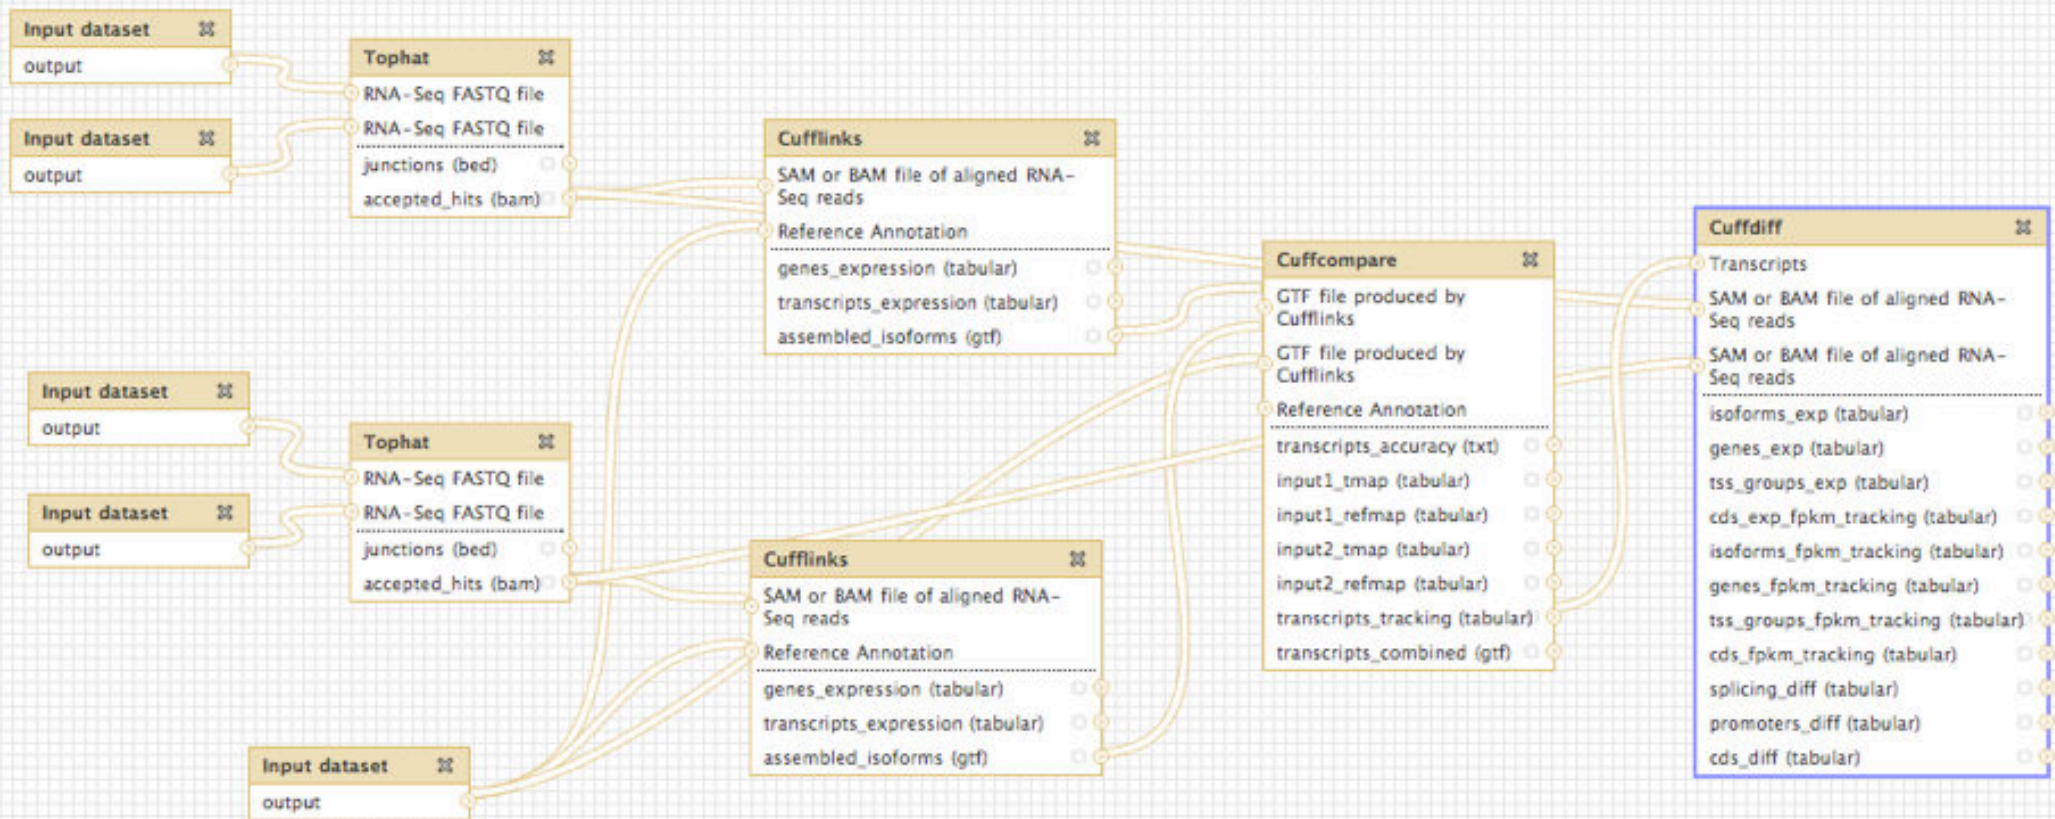 Input dataset
output
Input dataset
output
Tophat
RNA-Seq FASTQ file
RNA-Seq FASTQ file
junctions (bed)
accepted_hits (bam)
Cufflinks
SAM or BAM file of aligned RNA-
Seq reads
Reference Annotation
genes_expression (tabular)
transcripts_expression (tabular)
assembled_isoforms (gtf)
Input dataset
output
Input dataset
output
Tophat
RNA-Seq FASTQ file
RNA-Seq FASTQ file
junctions (bed)
accepted_hits (bam)
Cufflinks
SAM or BAM file of aligned RNA-
Seq reads
Reference Annotation
genes_expression (tabular)
transcripts_expression (tabular)
assembled_isoforms (gtf)
Input dataset
output
Cuffcompare
GTF file produced by
Cufflinks
GTF file produced by
Cufflinks
Reference Annotation
transcripts_accuracy (txt)
input1_tmap (tabular)
input1_refmap (tabular)
input2_tmap (tabular)
input2_refmap (tabular)
transcripts_tracking (tabular)
transcripts_combined (gtf)
Cuffdiff
Transcripts
SAM or BAM file of aligned RNA-
Seq reads
SAM or BAM file of aligned RNA-
Seq reads
isoforms_exp (tabular)
genes_exp (tabular)
tss_groups_exp (tabular)
cds_exp_fpkm_tracking (tabular)
isoforms_fpkm_tracking (tabular)
genes_fpkm_tracking (tabular)
tss_groups_fpkm_tracking (tabular)
cds_fpkm_tracking (tabular)
splicing_diff (tabular)
promoters_diff (tabular)
cds_diff (tabular)